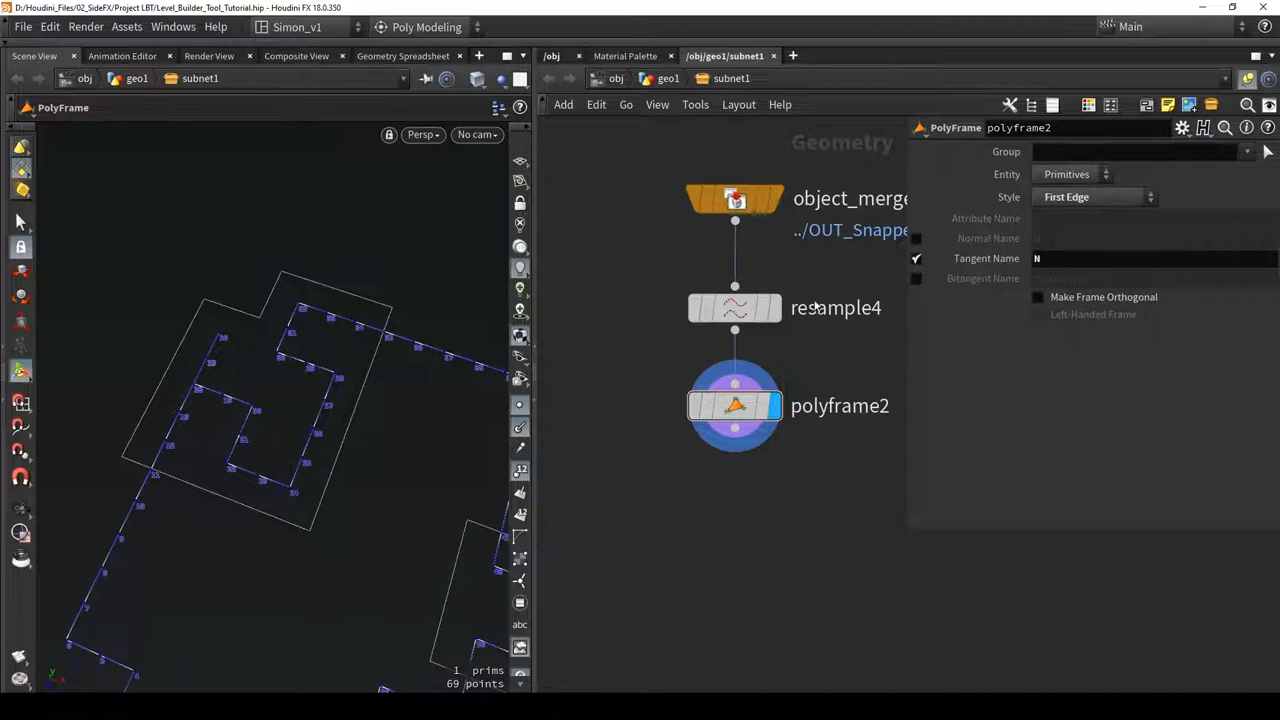 D:/Houdini_Files/02_SideFX/Project LBT/Level_Builder_Tool_Tutorial.hip - Houdini FX 18.0.350
File Edit Render Assets Windows Help Simon_v1 Poly Modeling Main
Scene View Animation Editor Render View Composite View Geometry Spreadsheet
/obj Material Palette /obj/geo1/subnet1
obj geo1 subnet1
obj geo1 subnet1
PolyFrame
Add Edit Go View Tools Layout Help
Persp No cam
Geometry
PolyFrame polyframe2
Group
Entity Primitives
Style First Edge
Attribute Name
Normal Name N
Tangent Name N
Bitangent Name
Make Frame Orthogonal
Left-Handed Frame
object_merge
../OUT_Snappe
resample4
polyframe2
12
12
abc
1 prims
69 points
y
x